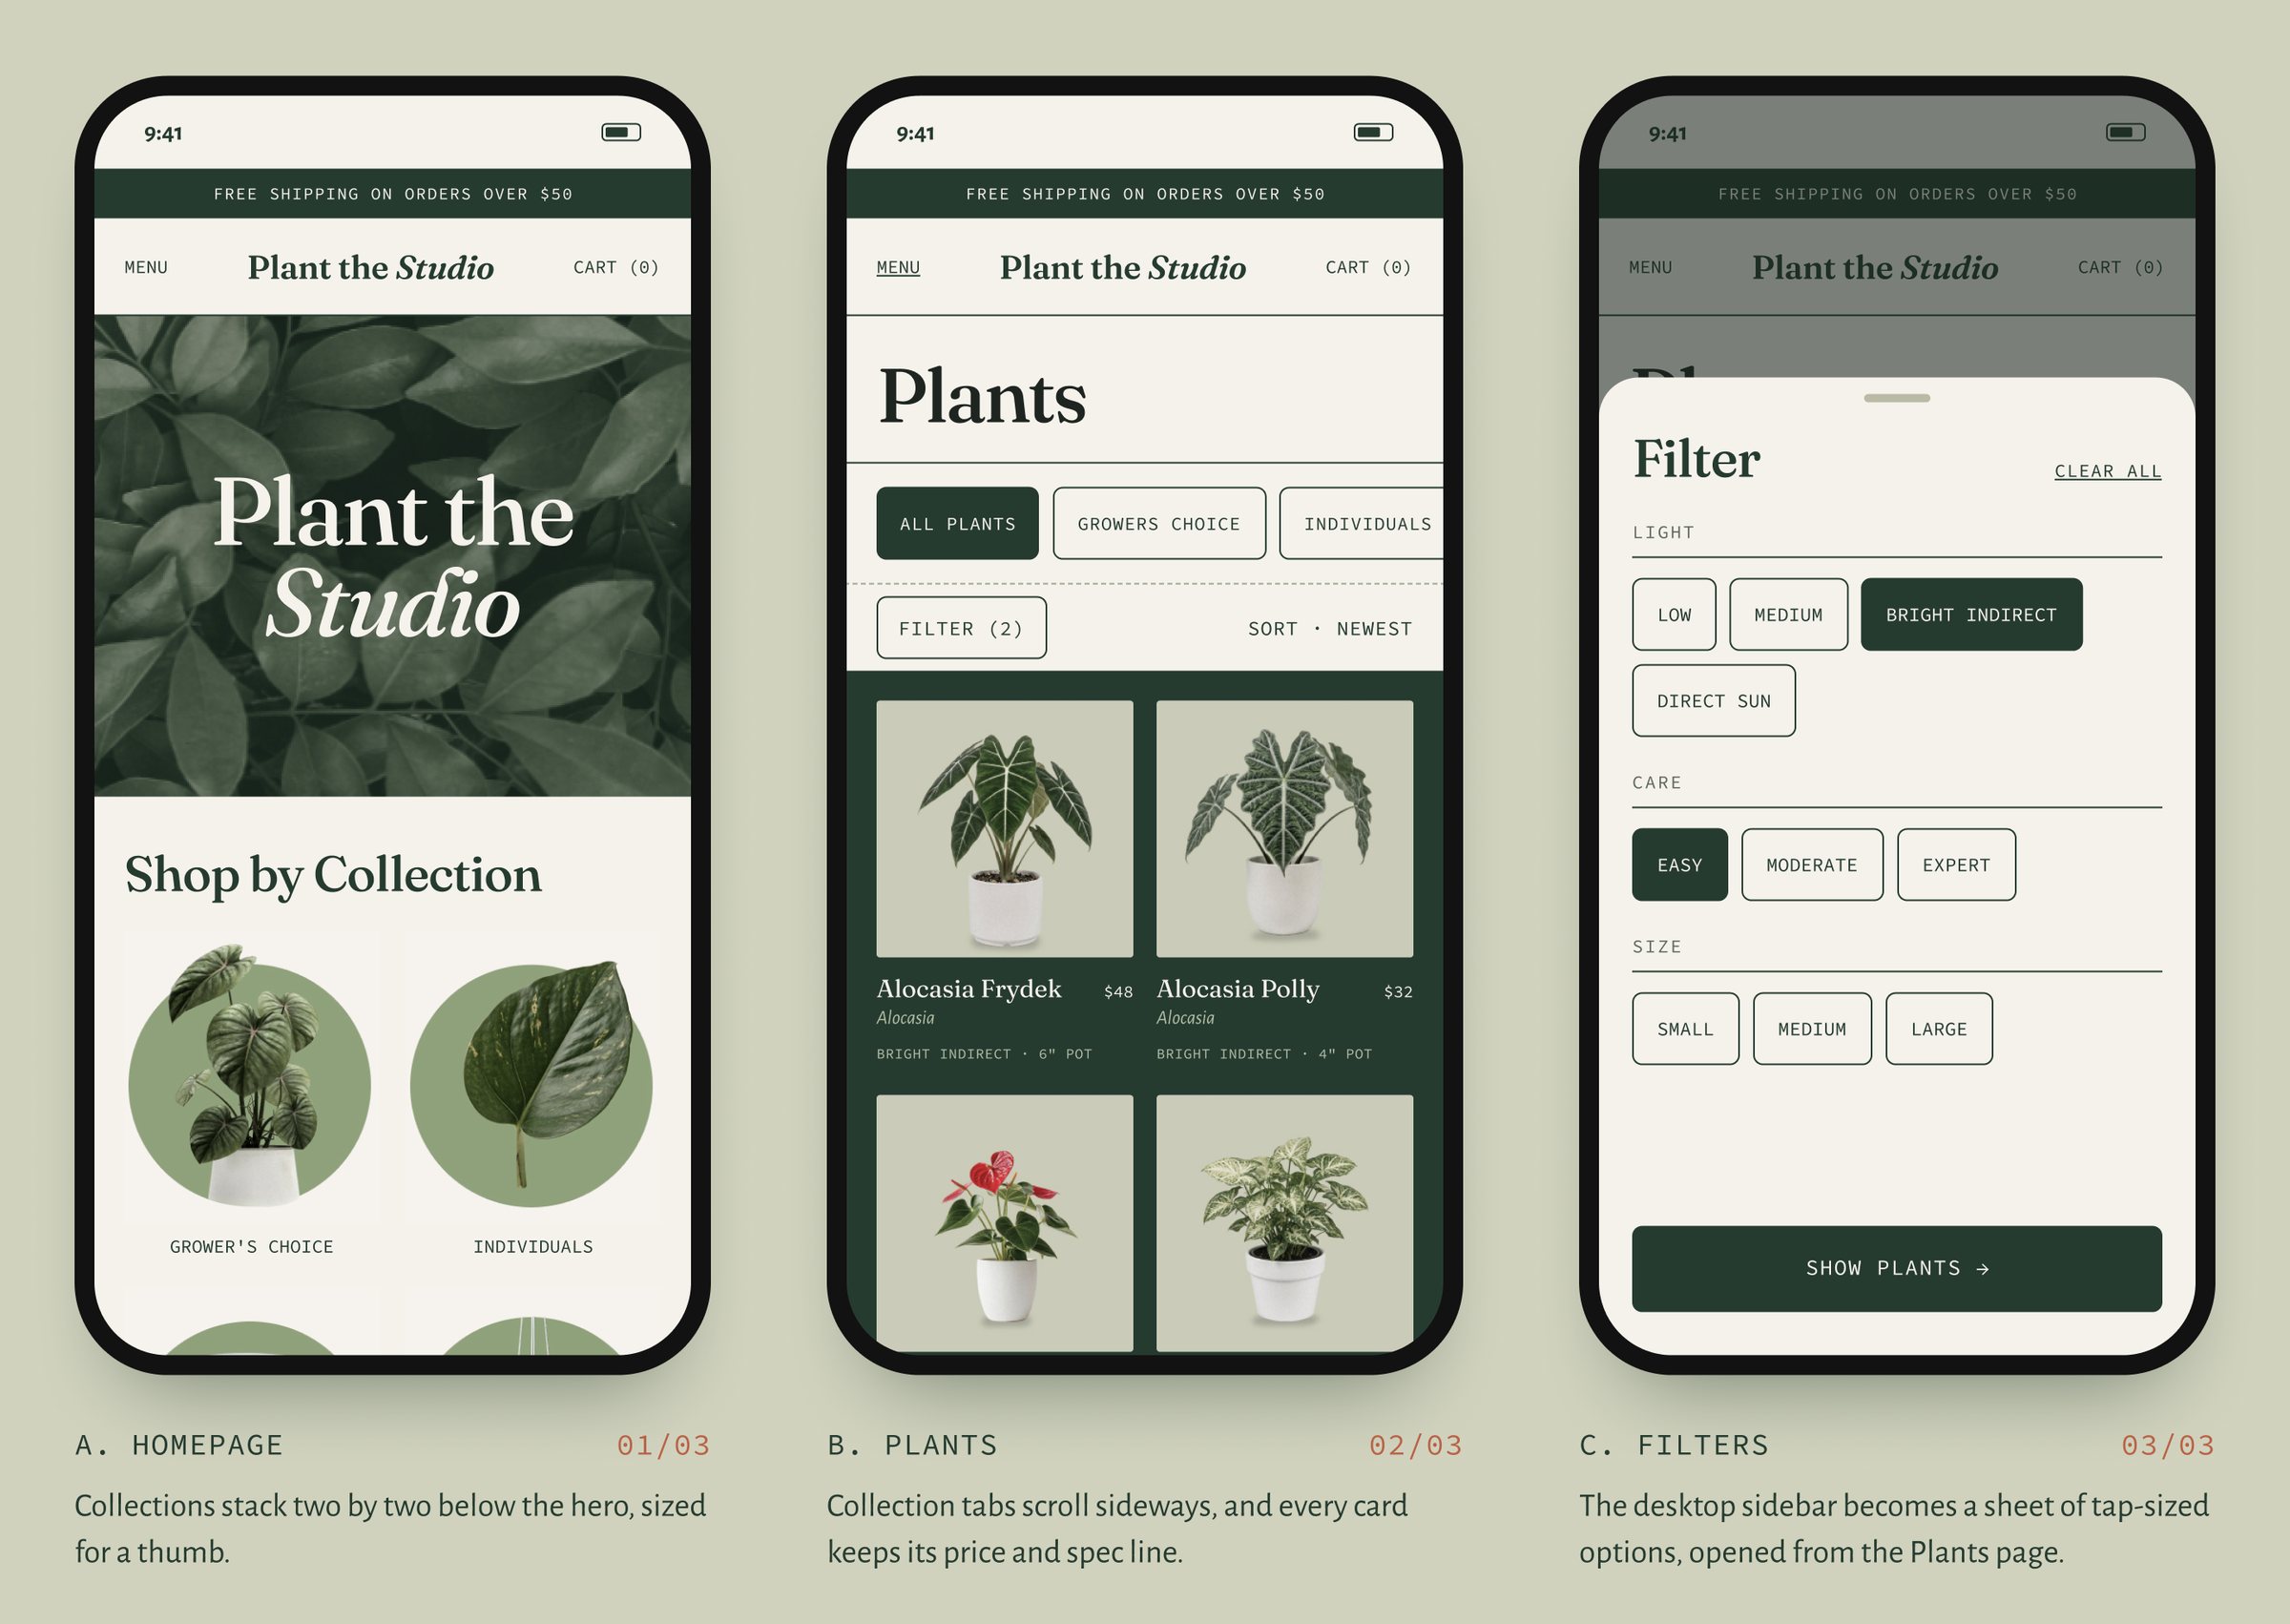 9:41
FREE SHIPPING ON ORDERS OVER $50
MENU
Plant the Studio
CART (0)
Plant the
Studio
Shop by Collection
GROWER'S CHOICE
INDIVIDUALS
A. HOMEPAGE
01/03
Collections stack two by two below the hero, sized
for a thumb.
9:41
FREE SHIPPING ON ORDERS OVER $50
MENU
Plant the Studio
CART (0)
Plants
ALL PLANTS
GROWERS CHOICE
INDIVIDUALS
FILTER (2)
SORT · NEWEST
Alocasia Frydek
$48
Alocasia
BRIGHT INDIRECT · 6" POT
Alocasia Polly
$32
Alocasia
BRIGHT INDIRECT · 4" POT
B. PLANTS
02/03
Collection tabs scroll sideways, and every card
keeps its price and spec line.
9:41
FREE SHIPPING ON ORDERS OVER $50
MENU
Plant the Studio
CART (0)
Filter
CLEAR ALL
LIGHT
LOW
MEDIUM
BRIGHT INDIRECT
DIRECT SUN
CARE
EASY
MODERATE
EXPERT
SIZE
SMALL
MEDIUM
LARGE
SHOW PLANTS →
C. FILTERS
03/03
The desktop sidebar becomes a sheet of tap-sized
options, opened from the Plants page.